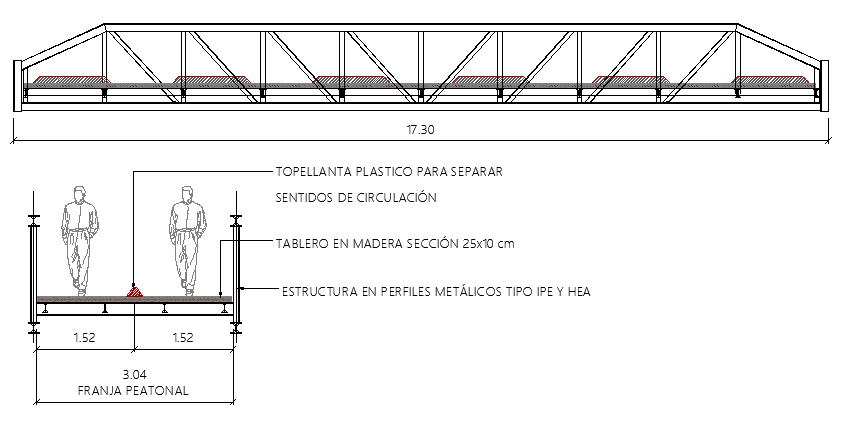 17.30
TOPELLANTA PLASTICO PARA SEPARAR
SENTIDOS DE CIRCULACIÓN
TABLERO EN MADERA SECCIÓN 25x10 cm
ESTRUCTURA EN PERFILES METÁLICOS TIPO IPE Y HEA
1.52 1.52
3.04
FRANJA PEATONAL